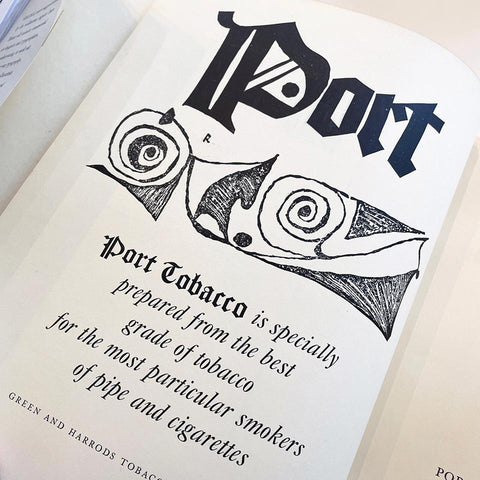 Port
R
Port Tobacco is specially
prepared from the best
grade of tobacco
for the most particular smokers
of pipe and cigarettes
GREEN AND HARRODS TOBACC
POR